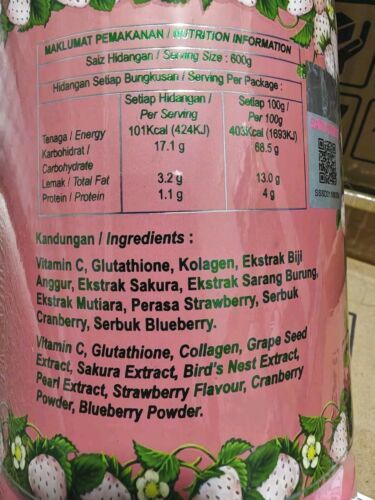 MAKLUMAT PEMAKANAN / NUTRITION INFORMATION
Saiz Hidangan / Serving Size : 600g
Hidangan Setiap Bungkusan / Serving Per Package :
Setiap Hidangan / Per Serving
Setiap 100g / Per 100g
Tenaga / Energy 101Kcal (424KJ) 403Kcal (1693KJ)
Karbohidrat / Carbohydrate 17.1 g 68.5 g
Lemak / Total Fat 3.2 g 13.0 g
Protein / Protein 1.1 g 4 g
Kandungan / Ingredients :
Vitamin C, Glutathione, Kolagen, Ekstrak Biji
Anggur, Ekstrak Sakura, Ekstrak Sarang Burung,
Ekstrak Mutiara, Perasa Strawberry, Serbuk
Cranberry, Serbuk Blueberry.
Vitamin C, Glutathione, Collagen, Grape Seed
Extract, Sakura Extract, Bird's Nest Extract,
Pearl Extract, Strawberry Flavour, Cranberry
Powder, Blueberry Powder.